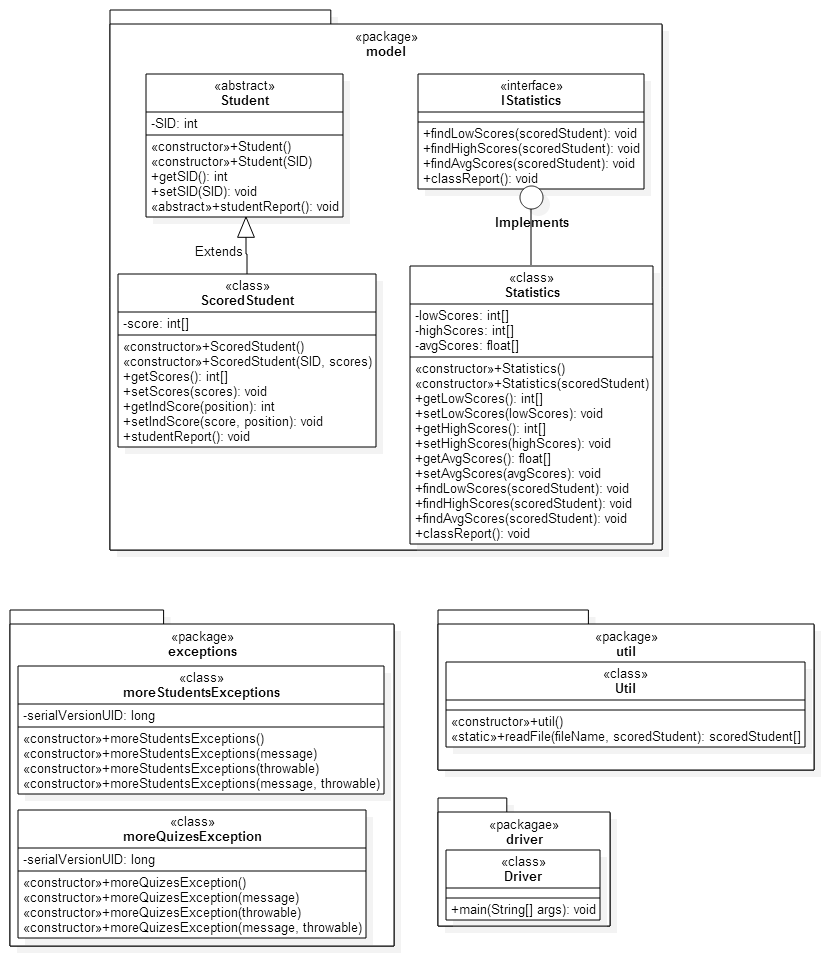 «package»
model
«abstract»
Student
-SID: int
«constructor»+Student()
«constructor»+Student(SID)
+getSID(): int
+setSID(SID): void
«abstract»+studentReport(): void
Extends
«class»
ScoredStudent
-score: int[]
«constructor»+ScoredStudent()
«constructor»+ScoredStudent(SID, scores)
+getScores(): int[]
+setScores(scores): void
+getIndScore(position): int
+setIndScore(score, position): void
+studentReport(): void
«interface»
IStatistics
+findLowScores(scoredStudent): void
+findHighScores(scoredStudent): void
+findAvgScores(scoredStudent): void
+classReport(): void
Implements
«class»
Statistics
-lowScores: int[]
-highScores: int[]
-avgScores: float[]
«constructor»+Statistics()
«constructor»+Statistics(scoredStudent)
+getLowScores(): int[]
+setLowScores(lowScores): void
+getHighScores(): int[]
+setHighScores(highScores): void
+getAvgScores(): float[]
+setAvgScores(avgScores): void
+findLowScores(scoredStudent): void
+findHighScores(scoredStudent): void
+findAvgScores(scoredStudent): void
+classReport(): void
«package»
exceptions
«class»
moreStudentsExceptions
-serialVersionUID: long
«constructor»+moreStudentsExceptions()
«constructor»+moreStudentsExceptions(message)
«constructor»+moreStudentsExceptions(throwable)
«constructor»+moreStudentsExceptions(message, throwable)
«class»
moreQuizesException
-serialVersionUID: long
«constructor»+moreQuizesException()
«constructor»+moreQuizesException(message)
«constructor»+moreQuizesException(throwable)
«constructor»+moreQuizesException(message, throwable)
«package»
util
«class»
Util
«constructor»+util()
«static»+readFile(fileName, scoredStudent): scoredStudent[]
«packagae»
driver
«class»
Driver
+main(String[] args): void